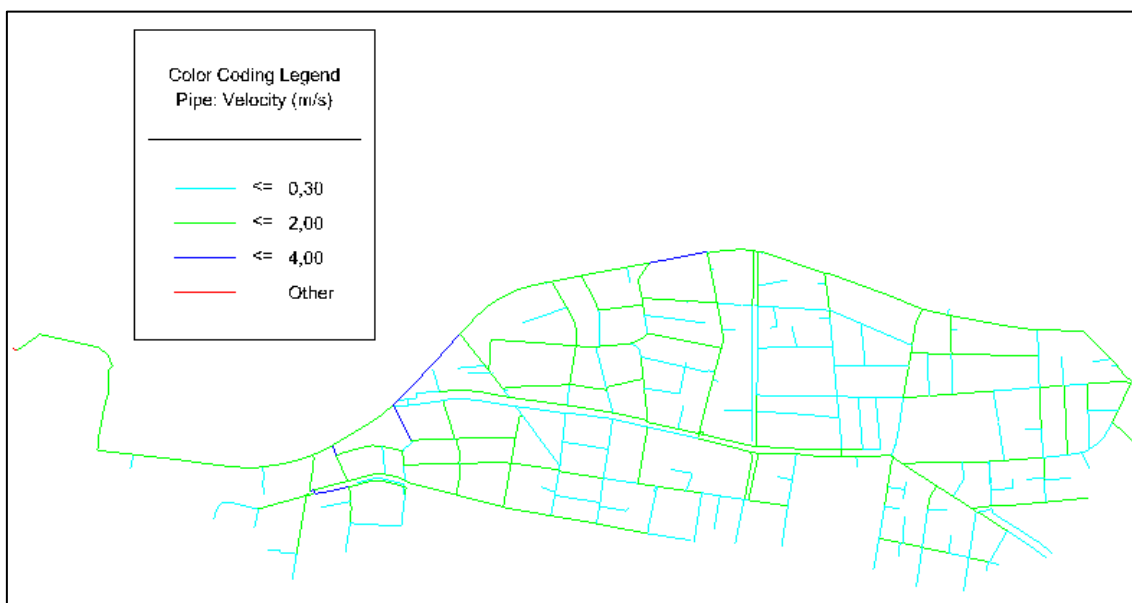 Color Coding Legend
Pipe: Velocity (m/s)
<= 0,30
<= 2,00
<= 4,00
Other